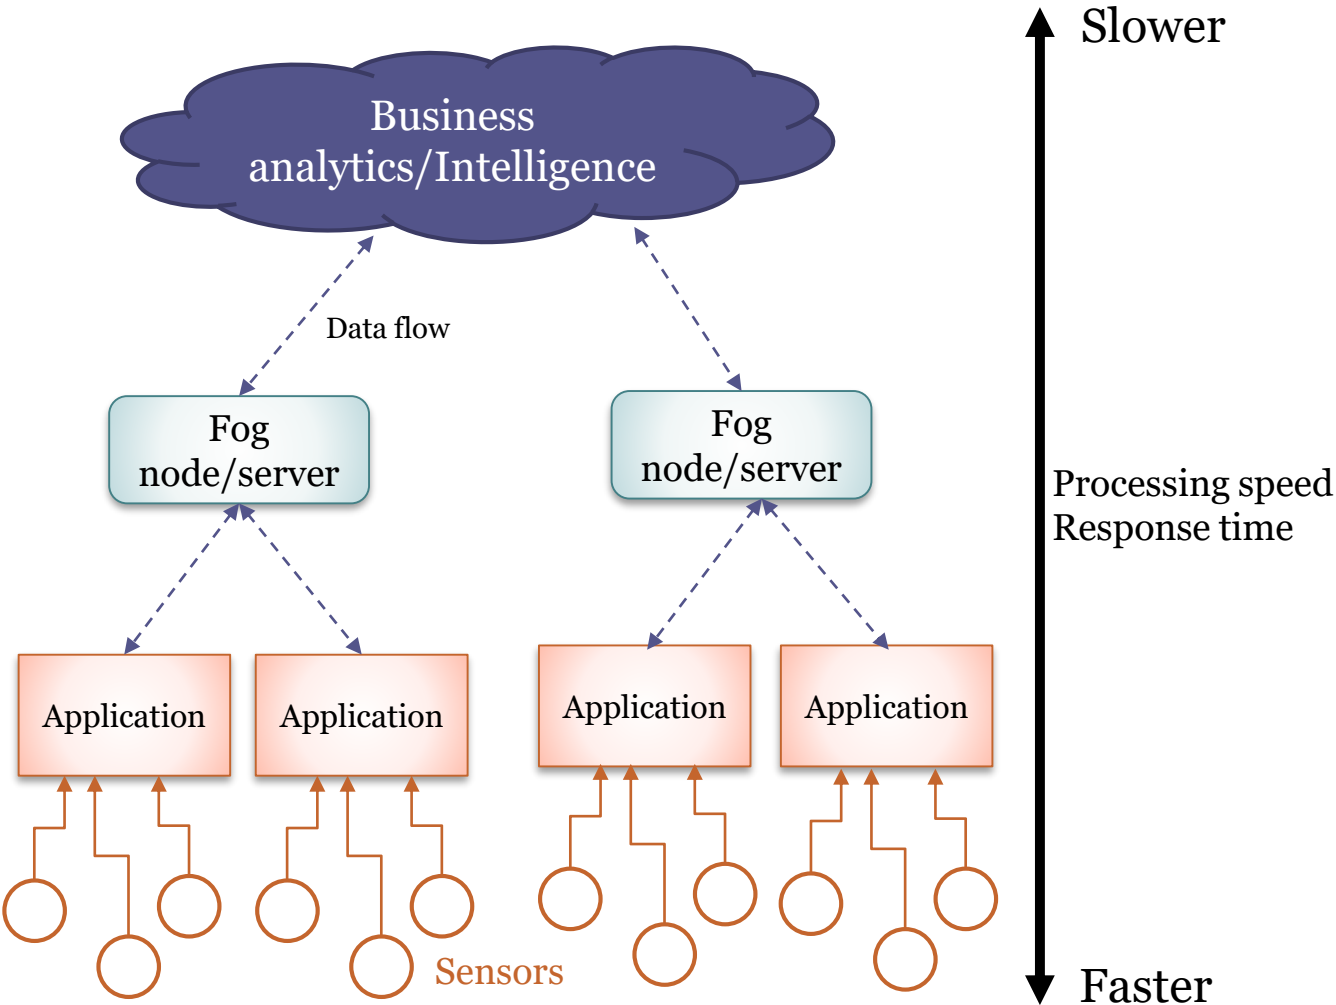 Slower
Business
analytics/Intelligence
Data flow
Fog
node/server
Fog
node/server
Processing speed
Response time
Application
Application
Application
Application
Sensors
Faster